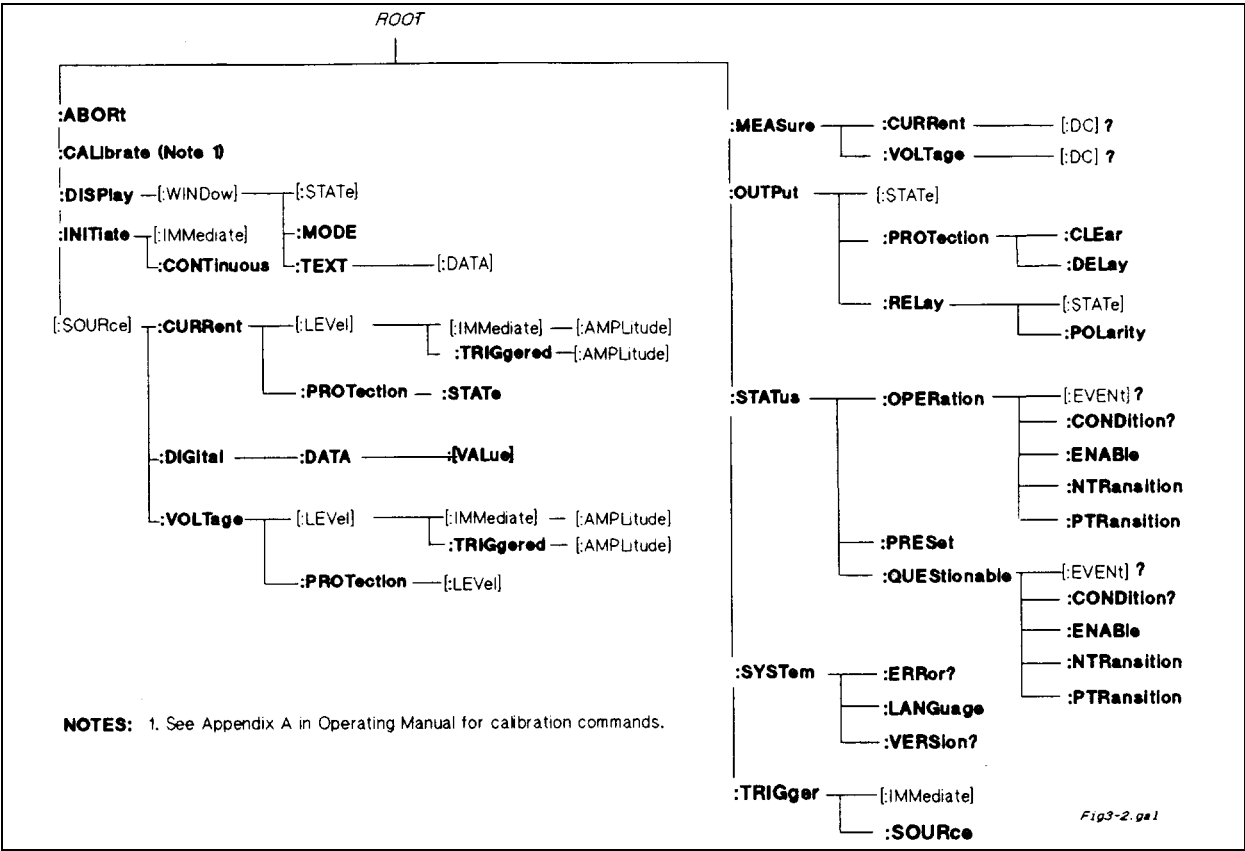 ROOT
:ABORt
:CALIbrate (Note 1)
:DISPlay [:WINDow] [:STATe]
:MODE
:TEXT [:DATA]
:INITiate [:IMMediate]
:CONTinuous
[:SOURce] :CURRent [:LEVel] [:IMMediate] [:AMPLitude]
:TRIGgered [:AMPLitude]
:PROTection :STATe
:DIGital :DATA :[VALue]
:VOLTage [:LEVel] [:IMMediate] [:AMPLitude]
:TRIGgered [:AMPLitude]
:PROTection [:LEVel]
NOTES: 1. See Appendix A in Operating Manual for calibration commands.
:MEASure :CURRent [:DC] ?
:VOLTage [:DC] ?
:OUTPut [:STATe]
:PROTection :CLEar
:DELay
:RELay [:STATe]
:POLarity
:STATus :OPERation [:EVENt] ?
:CONDition?
:ENABle
:NTRansition
:PTRansition
:PRESet
:QUEStionable [:EVENt] ?
:CONDition?
:ENABle
:NTRansition
:PTRansition
:SYSTem :ERRor?
:LANGuage
:VERSion?
:TRIGger [:IMMediate]
:SOURce
Fig3-2.gal